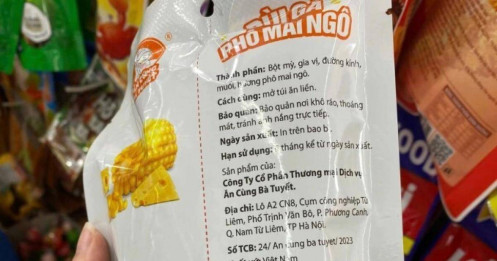 ĐÙI GÀ
PHÔ MAI NGÔ
Thành phần: Bột mỳ, gia vị, đường kính,
muối, hương phô mai ngô.
Cách dùng: mở túi ăn liền.
Bảo quản: Bảo quản nơi khô ráo, thoáng
mát, tránh ánh nắng trực tiếp.
Ngày sản xuất: In trên bao b
Hạn sử dụng: tháng kể từ ngày sản xuất.
Sản phẩm của:
Công Ty Cổ Phần Thương mại Dịch vụ
Ăn Cùng Bà Tuyết.
Địa chỉ: Lô A2 CN8, Cụm công nghiệp Từ
Liêm, Phố Trịnh Văn Bô, P. Phương Canh,
Q. Nam Từ Liêm, TP Hà Nội.
Số TCB: 24/ An cung ba tuyet/ 2023
Việt Nam